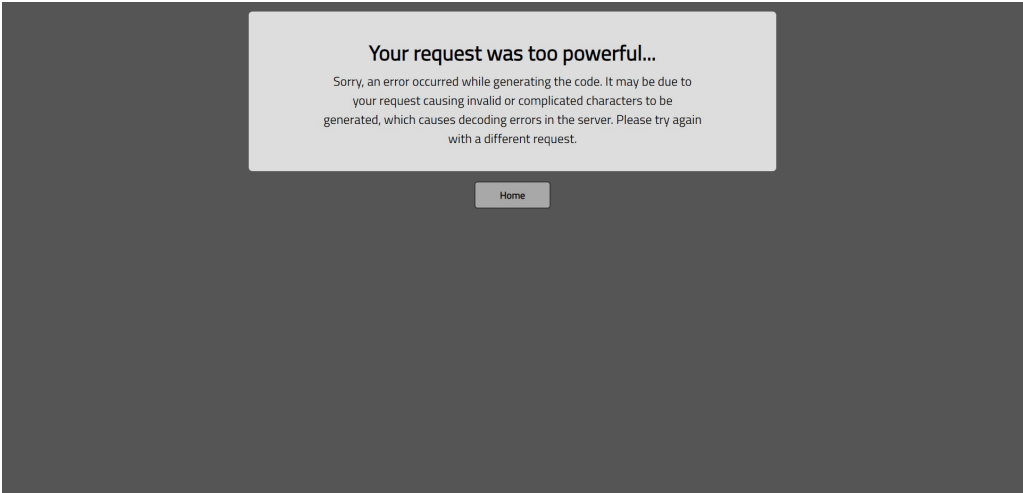 Your request was too powerful...
Sorry, an error occurred while generating the code. It may be due to
your request causing invalid or complicated characters to be
generated, which causes decoding errors in the server. Please try again
with a different request.
Home